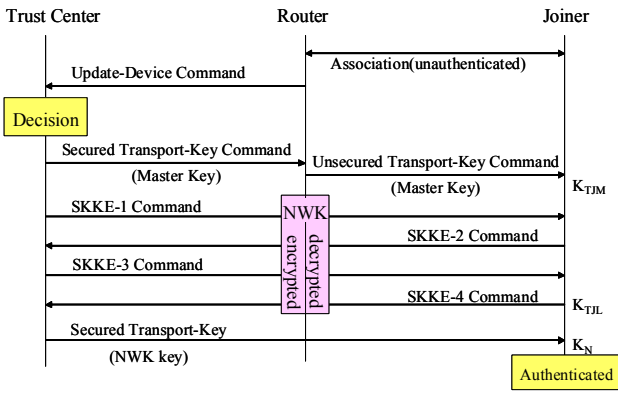 Trust Center
Router
Joiner
Association(unauthenticated)
Update-Device Command
Decision
Secured Transport-Key Command
(Master Key)
Unsecured Transport-Key Command
(Master Key)
KTJM
SKKE-1 Command
NWK
encrypted
decrypted
SKKE-2 Command
SKKE-3 Command
SKKE-4 Command
KTJL
Secured Transport-Key
(NWK key)
KN
Authenticated